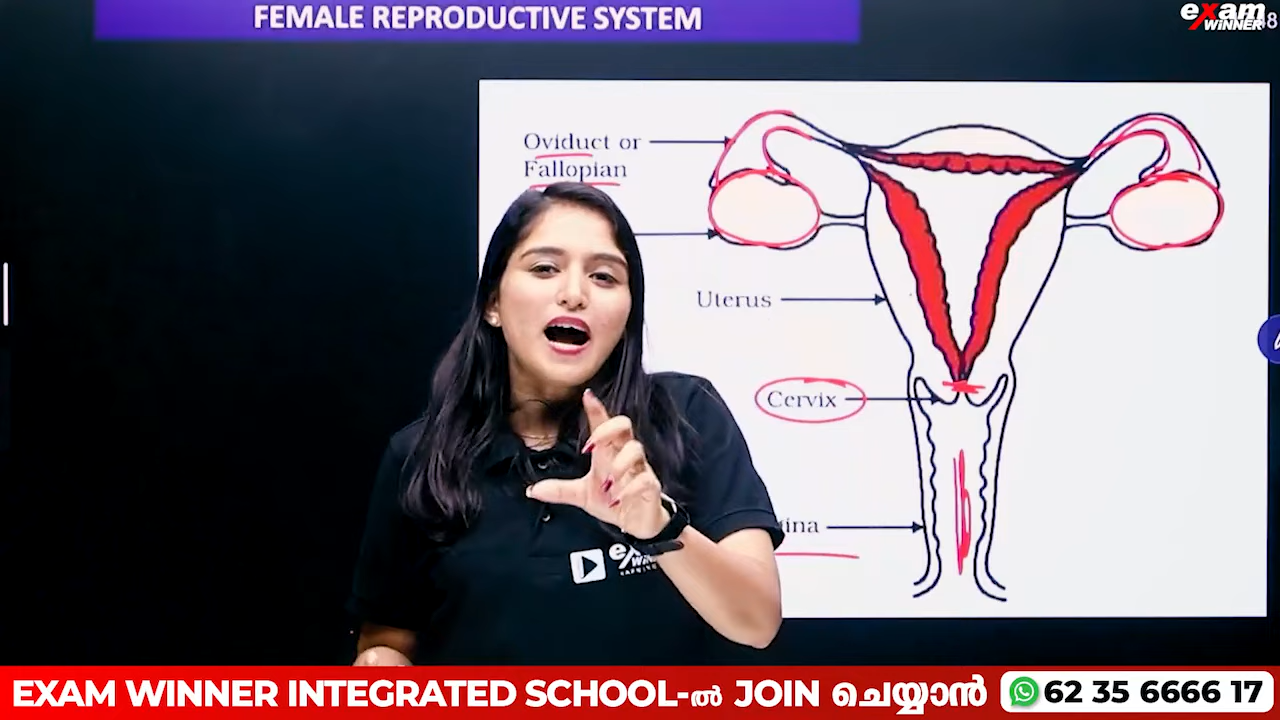 FEMALE REPRODUCTIVE SYSTEM
exam
WiNNER
Oviduct or
Fallopian
Uterus
Cervix
EXAM WINNER INTEGRATED SCHOOL-ൽ JOIN ചെയ്യാൻ 62 35 6666 17